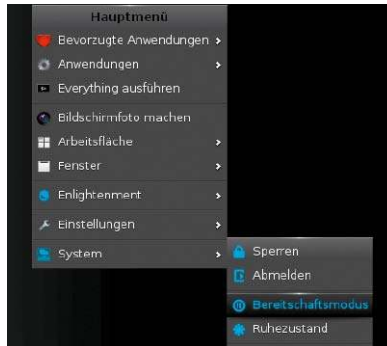 Hauptmenü
Bevorzugte Anwendungen
Anwendungen
Everything ausführen
Bildschirmfoto machen
Arbeitsfläche
Fenster
Enlightenment
Einstellungen
System
Sperren
Abmelden
Bereitschaftsmodus
Ruhezustand